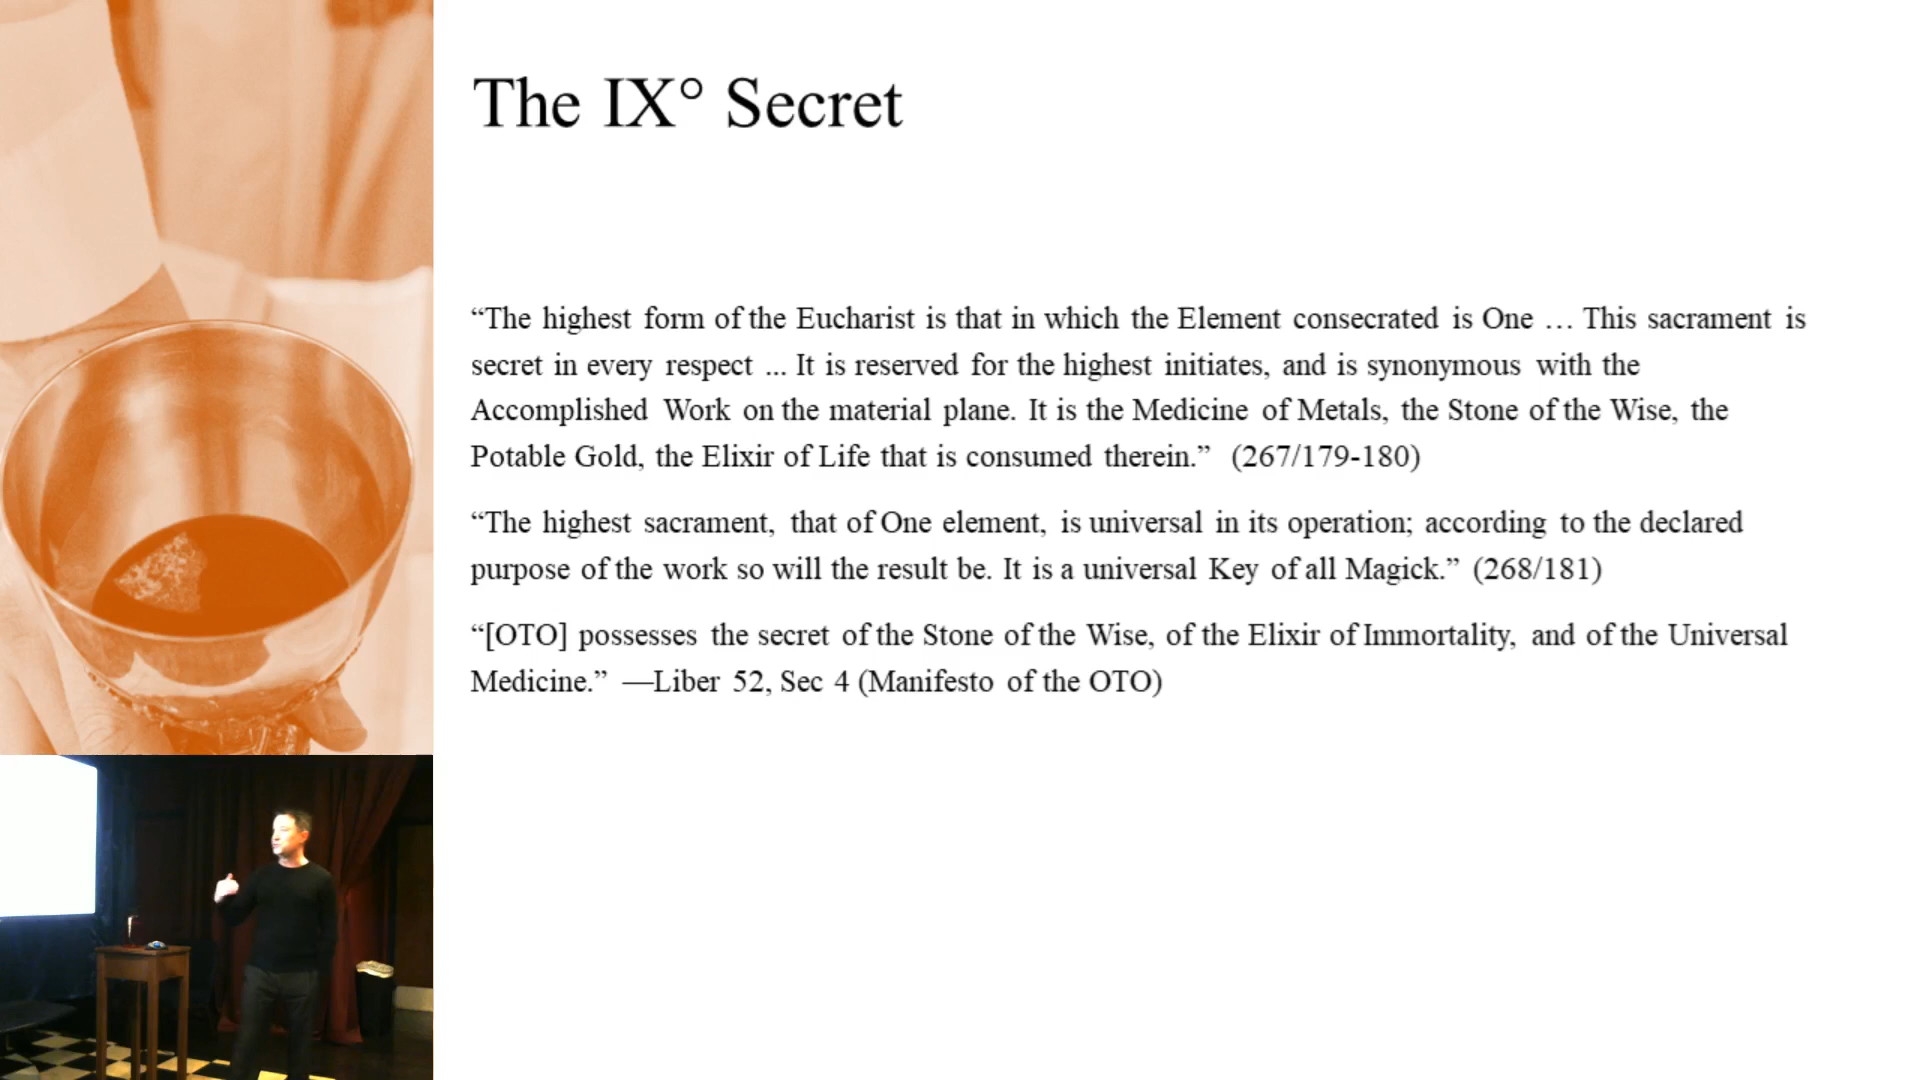 The IX° Secret
“The highest form of the Eucharist is that in which the Element consecrated is One … This sacrament is
secret in every respect ... It is reserved for the highest initiates, and is synonymous with the
Accomplished Work on the material plane. It is the Medicine of Metals, the Stone of the Wise, the
Potable Gold, the Elixir of Life that is consumed therein.” (267/179-180)
“The highest sacrament, that of One element, is universal in its operation; according to the declared
purpose of the work so will the result be. It is a universal Key of all Magick.” (268/181)
“[OTO] possesses the secret of the Stone of the Wise, of the Elixir of Immortality, and of the Universal
Medicine.” —Liber 52, Sec 4 (Manifesto of the OTO)